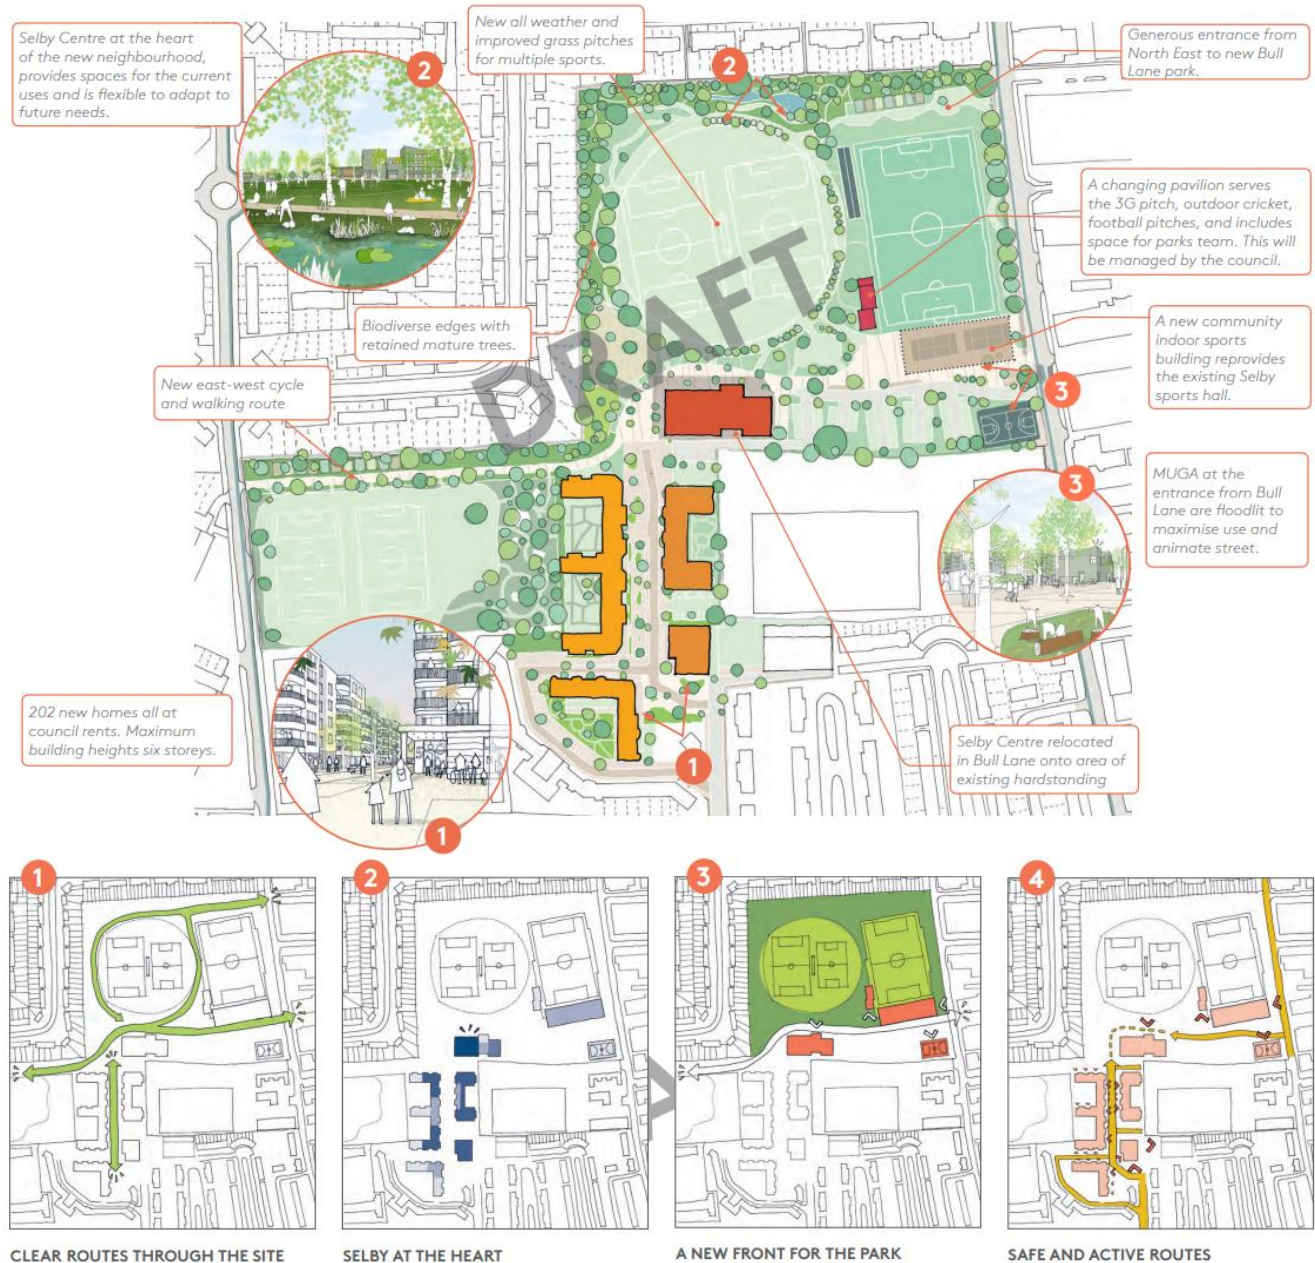 Selby Centre at the heart
of the new neighbourhood,
provides spaces for the current
uses and is flexible to adapt to
future needs.
2
New all weather and
improved grass pitches
for multiple sports.
2
Generous entrance from
North East to new Bull
Lane park.
A changing pavilion serves
the 3G pitch, outdoor cricket,
football pitches, and includes
space for parks team. This will
be managed by the council.
Biodiverse edges with
retained mature trees.
A new community
indoor sports
building reprovides
the existing Selby
sports hall.
New east-west cycle
and walking route
3
DRAFT
MUGA at the
entrance from Bull
Lane are floodlit to
maximise use and
animate street.
3
202 new homes all at
council rents. Maximum
building heights six storeys.
Selby Centre relocated
in Bull Lane onto area of
existing hardstanding
1
1
1
2
3
4
CLEAR ROUTES THROUGH THE SITE
SELBY AT THE HEART
A NEW FRONT FOR THE PARK
SAFE AND ACTIVE ROUTES